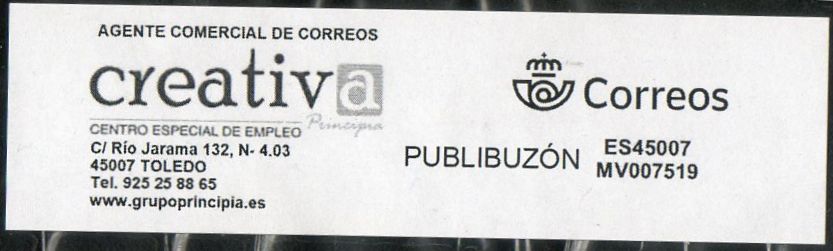 AGENTE COMERCIAL DE CORREOS
creativa
Principia
CENTRO ESPECIAL DE EMPLEO
C/ Río Jarama 132, N- 4.03
45007 TOLEDO
Tel. 925 25 88 65
www.grupoprincipia.es
Correos
PUBLIBUZÓN
ES45007
MV007519